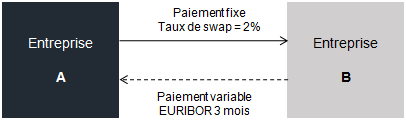 Paiement fixe
Taux de swap = 2%
Entreprise
A
Entreprise
B
Paiement variable
EURIBOR 3 mois